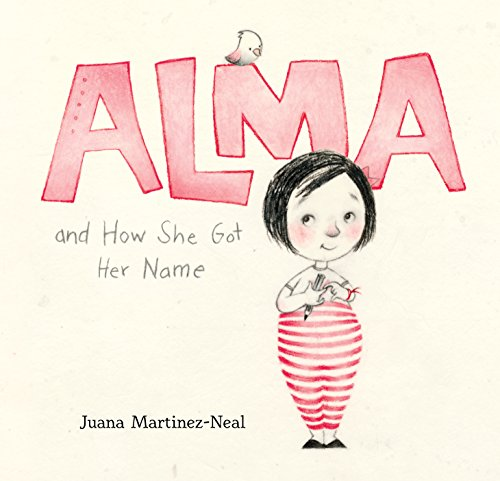 ALMA
and How She Got
Her Name
Juana Martinez-Neal